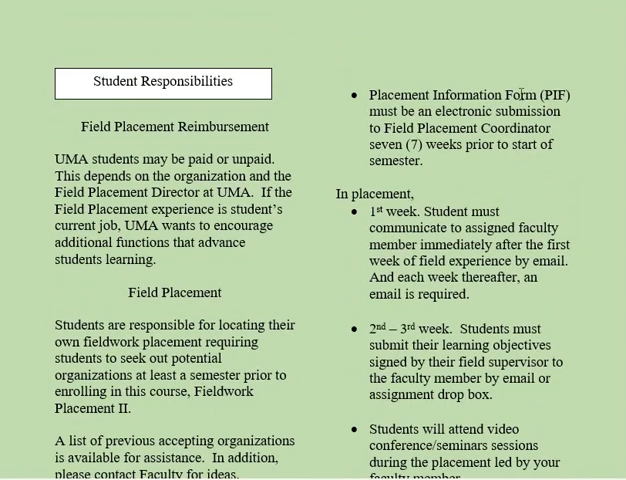 Student Responsibilities
Field Placement Reimbursement
UMA students may be paid or unpaid.
This depends on the organization and the
Field Placement Director at UMA.  If the
Field Placement experience is student’s
current job, UMA wants to encourage
additional functions that advance
students learning.
Field Placement
Students are responsible for locating their
own fieldwork placement requiring
students to seek out potential
organizations at least a semester prior to
enrolling in this course, Fieldwork
Placement II.
A list of previous accepting organizations
is available for assistance.  In addition,
please contact Faculty for ideas.
• Placement Information Form (PIF)
must be an electronic submission
to Field Placement Coordinator
seven (7) weeks prior to start of
semester.
In placement,
• 1st week. Student must
communicate to assigned faculty
member immediately after the first
week of field experience by email.
And each week thereafter, an
email is required.
• 2nd – 3rd week.  Students must
submit their learning objectives
signed by their field supervisor to
the faculty member by email or
assignment drop box.
• Students will attend video
conference/seminars sessions
during the placement led by your
faculty member